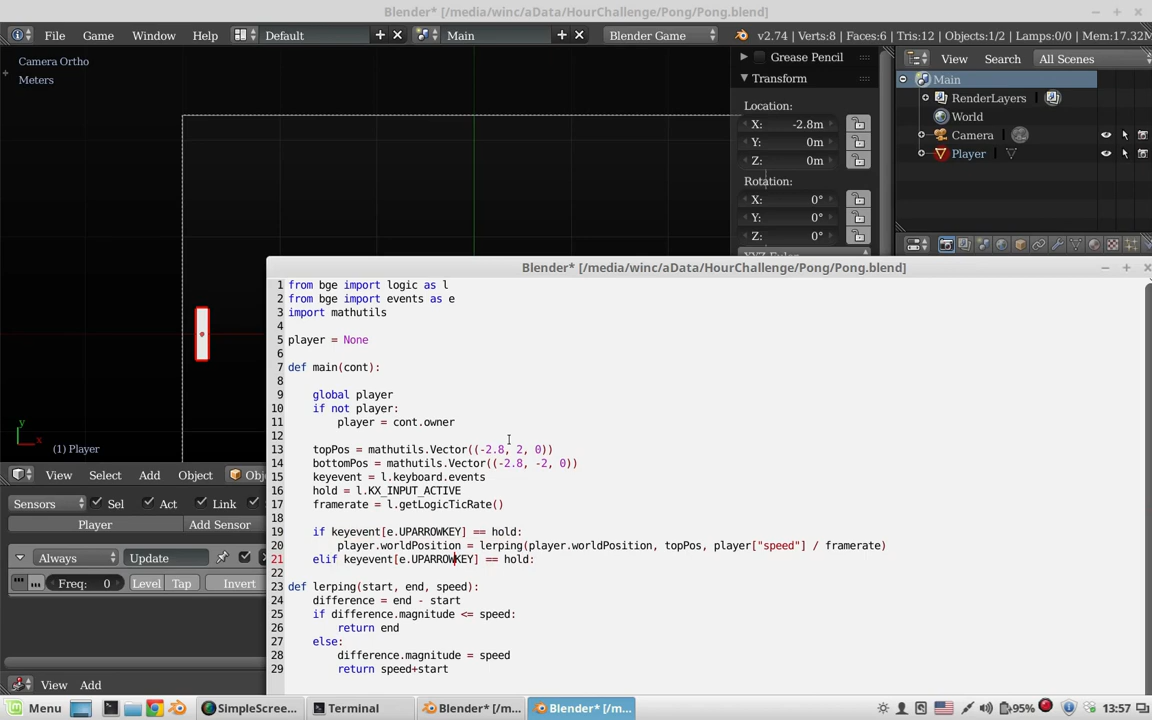 Blender* [/media/winc/aData/HourChallenge/Pong/Pong.blend]
File Game Window Help Default Main Blender Game v2.74 | Verts:8 | Faces:6 | Tris:12 | Objects:1/2 | Lamps:0/0 | Mem:17.32M
Camera Ortho
Meters
Grease Pencil
Transform
Location:
X: -2.8m
Y: 0m
Z: 0m
Rotation:
X: 0°
Y: 0°
Z: 0°
XYZ Euler
View Search All Scenes
Main
RenderLayers
World
Camera
Player
y
x
(1) Player
View Select Add Object
Sensors Sel Act Link
Player Add Sensor
Always Update
Freq: 0 Level Tap Invert
View Add
Blender* [/media/winc/aData/HourChallenge/Pong/Pong.blend]
1 from bge import logic as l
2 from bge import events as e
3 import mathutils
4
5 player = None
6
7 def main(cont):
8
9 global player
10 if not player:
11 player = cont.owner
12
13 topPos = mathutils.Vector((-2.8, 2, 0))
14 bottomPos = mathutils.Vector((-2.8, -2, 0))
15 keyevent = l.keyboard.events
16 hold = l.KX_INPUT_ACTIVE
17 framerate = l.getLogicTicRate()
18
19 if keyevent[e.UPARROWKEY] == hold:
20 player.worldPosition = lerping(player.worldPosition, topPos, player["speed"] / framerate)
21 elif keyevent[e.UPARROWKEY] == hold:
22
23 def lerping(start, end, speed):
24 difference = end - start
25 if difference.magnitude <= speed:
26 return end
27 else:
28 difference.magnitude = speed
29 return speed+start
Menu SimpleScree... Terminal Blender* [/m... Blender* [/m... 95% 13:57